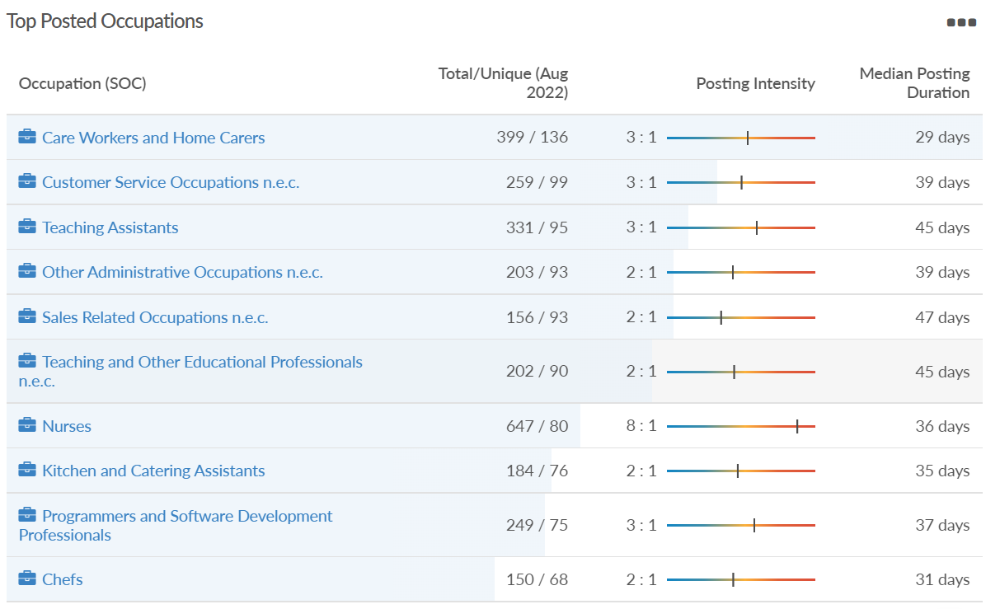 Top Posted Occupations
Occupation (SOC)
Total/Unique (Aug
2022)
Posting Intensity
Median Posting
Duration
Care Workers and Home Carers 399 / 136 3 : 1 29 days
Customer Service Occupations n.e.c. 259 / 99 3 : 1 39 days
Teaching Assistants 331 / 95 3 : 1 45 days
Other Administrative Occupations n.e.c. 203 / 93 2 : 1 39 days
Sales Related Occupations n.e.c. 156 / 93 2 : 1 47 days
Teaching and Other Educational Professionals
n.e.c. 202 / 90 2 : 1 45 days
Nurses 647 / 80 8 : 1 36 days
Kitchen and Catering Assistants 184 / 76 2 : 1 35 days
Programmers and Software Development
Professionals 249 / 75 3 : 1 37 days
Chefs 150 / 68 2 : 1 31 days